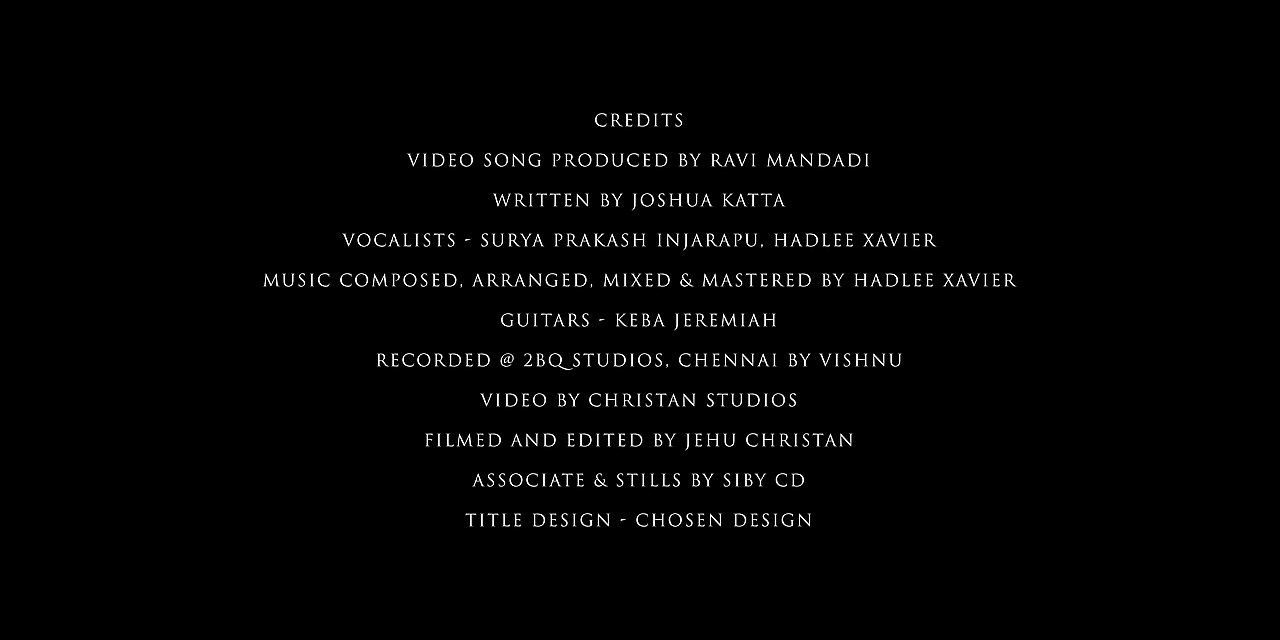 CREDITS
VIDEO SONG PRODUCED BY RAVI MANDADI
WRITTEN BY JOSHUA KATTA
VOCALISTS - SURYA PRAKASH INJARAPU, HADLEE XAVIER
MUSIC COMPOSED, ARRANGED, MIXED & MASTERED BY HADLEE XAVIER
GUITARS - KEBA JEREMIAH
RECORDED @ 2BQ STUDIOS, CHENNAI BY VISHNU
VIDEO BY CHRISTAN STUDIOS
FILMED AND EDITED BY JEHU CHRISTAN
ASSOCIATE & STILLS BY SIBY CD
TITLE DESIGN - CHOSEN DESIGN